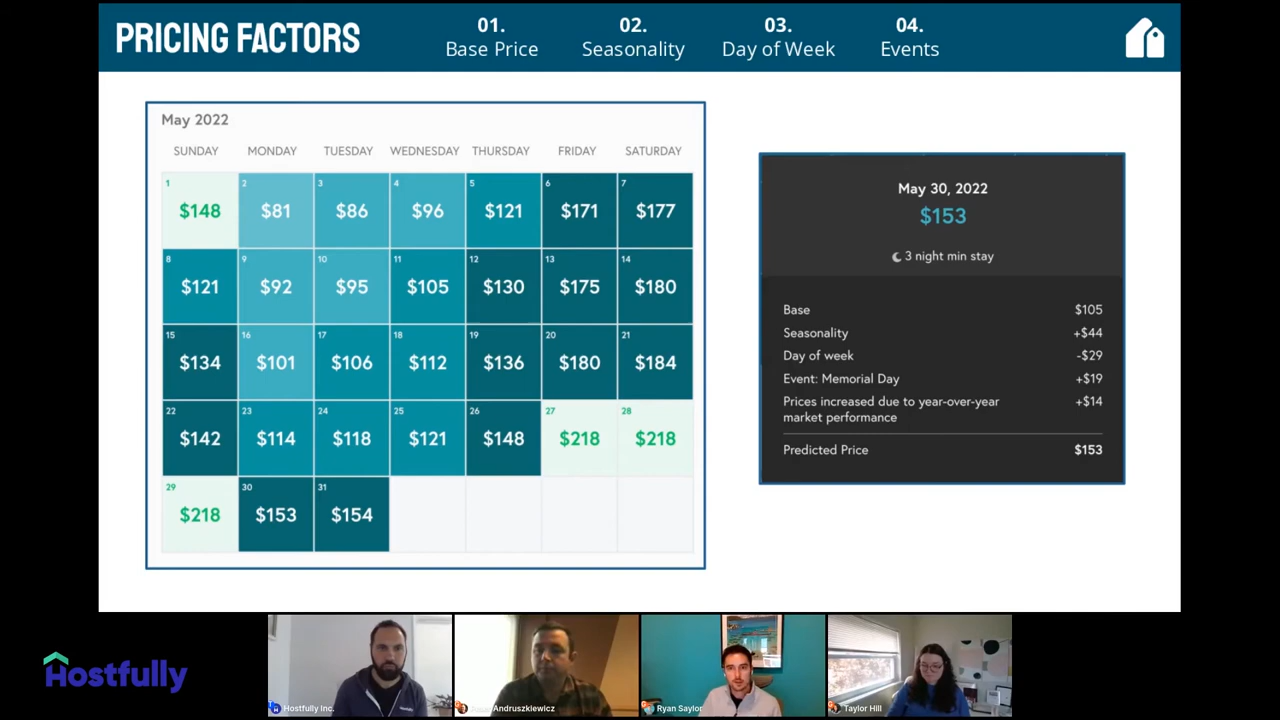 PRICING FACTORS
01.
Base Price
02.
Seasonality
03.
Day of Week
04.
Events
May 2022
SUNDAY MONDAY TUESDAY WEDNESDAY THURSDAY FRIDAY SATURDAY
1 2 3 4 5 6 7
$148 $81 $86 $96 $121 $171 $177
8 9 10 11 12 13 14
$121 $92 $95 $105 $130 $175 $180
15 16 17 18 19 20 21
$134 $101 $106 $112 $136 $180 $184
22 23 24 25 26 27 28
$142 $114 $118 $121 $148 $218 $218
29 30 31
$218 $153 $154
May 30, 2022
$153
3 night min stay
Base $105
Seasonality +$44
Day of week -$29
Event: Memorial Day +$19
Prices increased due to year-over-year +$14
market performance
Predicted Price $153
Hostfully
Hostfully Inc.
Andruszkiewicz
Ryan Saylor
Taylor Hill